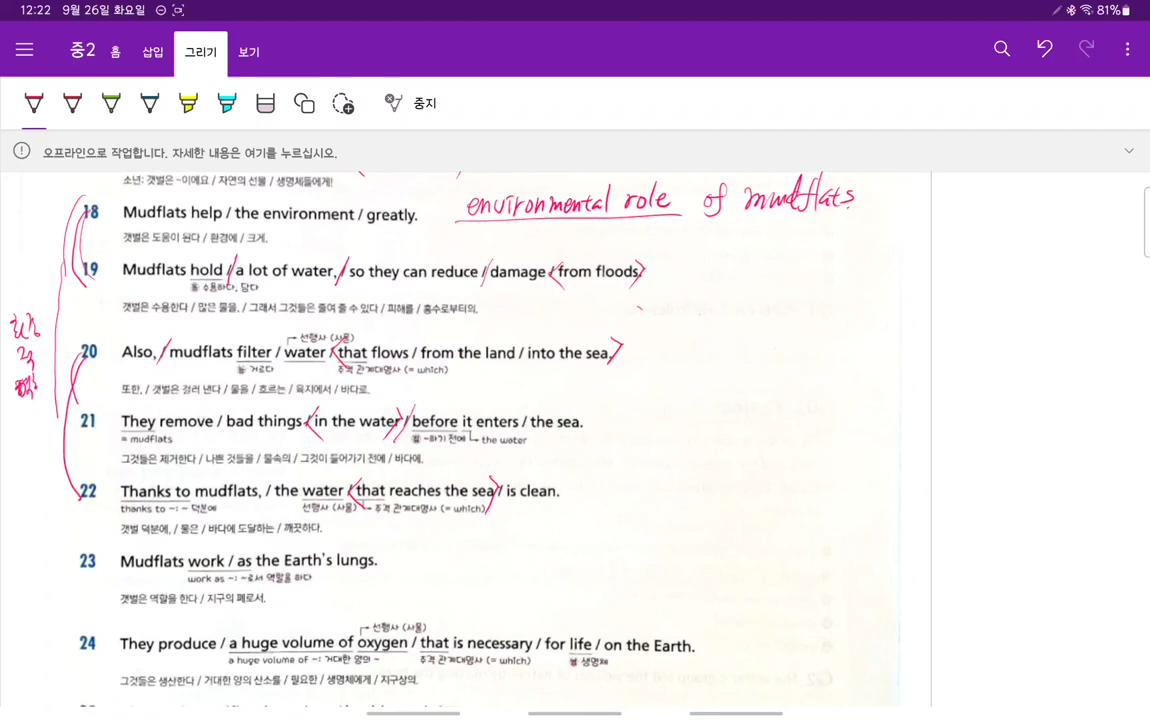 12:22 9월 26일 화요일 81%
중2 홈 삽입 그리기 보기
중지
오프라인으로 작업합니다. 자세한 내용은 여기를 누르십시오.
소년: 갯벌은 ~이에요 / 자연의 선물 / 생명체들에게!
environmental role of mudflats
18 Mudflats help / the environment / greatly.
갯벌은 도움이 된다 / 환경에 / 크게.
19 Mudflats hold / a lot of water, / so they can reduce / damage / from floods.
동 수용하다, 담다
갯벌은 수용한다 / 많은 물을, / 그래서 그것들은 줄여 줄 수 있다 / 피해를 / 홍수로부터의.
선행사 (사물)
20 Also, / mudflats filter / water / that flows / from the land / into the sea.
동 거르다 주격 관계대명사 (= which)
또한, / 갯벌은 걸러 낸다 / 물을 / 흐르는 / 육지에서 / 바다로.
21 They remove / bad things / in the water / before it enters / the sea.
= mudflats 접 ~하기 전에 the water
그것들은 제거한다 / 나쁜 것들을 / 물속의 / 그것이 들어가기 전에 / 바다에.
22 Thanks to mudflats, / the water / that reaches the sea / is clean.
thanks to ~: ~ 덕분에 선행사 (사물) 주격 관계대명사 (= which)
갯벌 덕분에, / 물은 / 바다에 도달하는 / 깨끗하다.
23 Mudflats work / as the Earth's lungs.
work as ~: ~로서 역할을 하다
갯벌은 역할을 한다 / 지구의 폐로서.
선행사 (사물)
24 They produce / a huge volume of oxygen / that is necessary / for life / on the Earth.
a huge volume of ~: 거대한 양의 ~ 주격 관계대명사 (= which) 명 생명체
그것들은 생산한다 / 거대한 양의 산소를 / 필요한 / 생명체에게 / 지구상의.